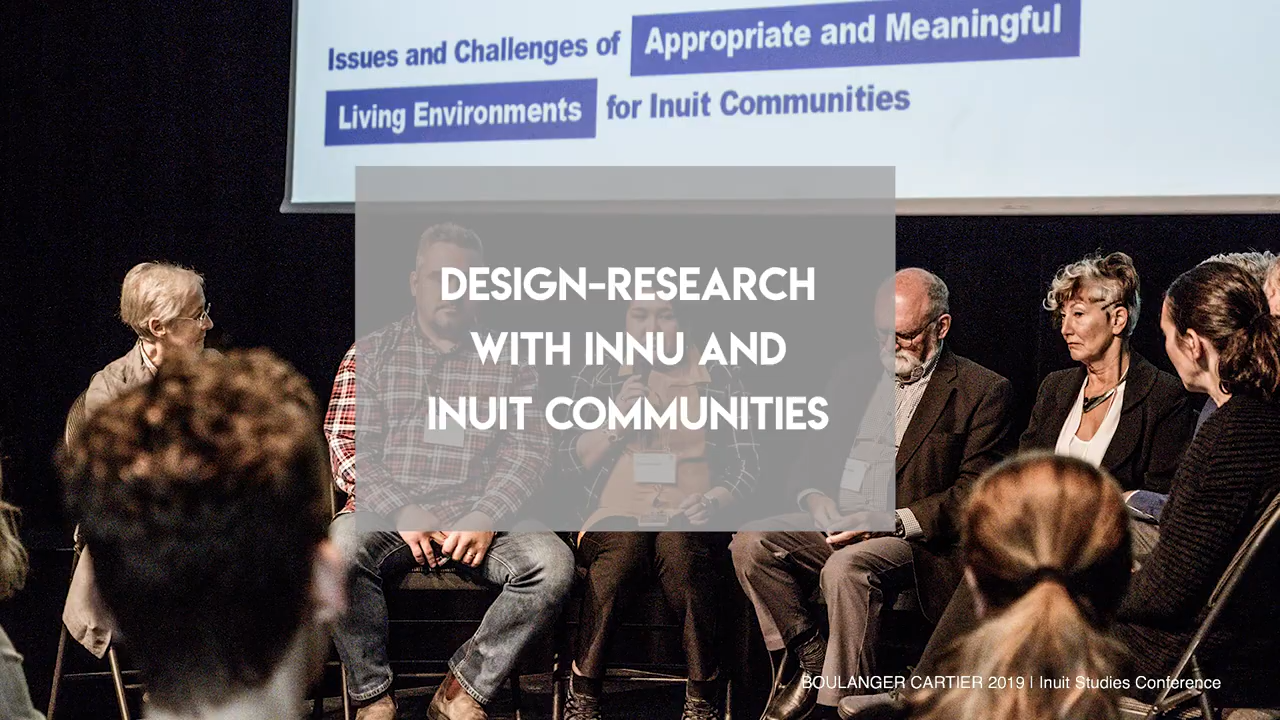 Issues and Challenges of Appropriate and Meaningful
Living Environments for Inuit Communities
DESIGN-RESEARCH
WITH INNU AND
INUIT COMMUNITIES
BOULANGER CARTIER 2019 | Inuit Studies Conference